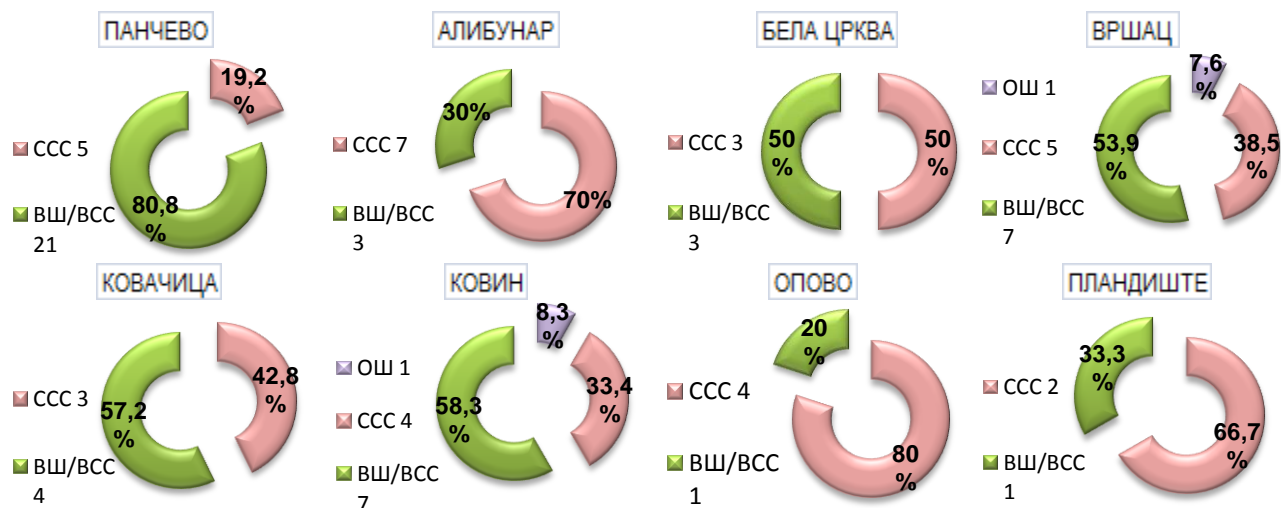 ПАНЧЕВО
19,2
%
ССС 5
ВШ/ВСС
21
80,8
%
АЛИБУНАР
30%
ССС 7
ВШ/ВСС
3
70%
БЕЛА ЦРКВА
ССС 3
ВШ/ВСС
3
50
%
50
%
ВРШАЦ
7,6
%
ОШ 1
ССС 5
ВШ/ВСС
7
53,9
%
38,5
%
КОВАЧИЦА
ССС 3
ВШ/ВСС
4
57,2
%
42,8
%
КОВИН
8,3
%
ОШ 1
ССС 4
ВШ/ВСС
7
58,3
%
33,4
%
ОПОВО
20
%
ССС 4
ВШ/ВСС
1
80
%
ПЛАНДИШТЕ
33,3
%
ССС 2
ВШ/ВСС
1
66,7
%